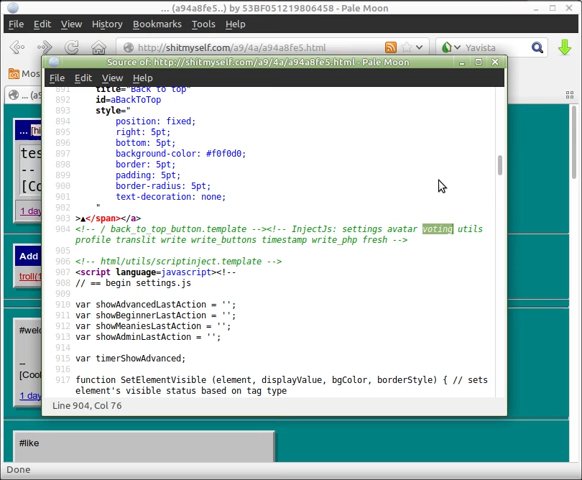 ... (a94a8fe5..) by 53BF051219806458 - Pale Moon
File Edit View History Bookmarks Tools Help
http://shitmyself.com/a9/4a/a94a8fe5.html
Yavista
Mos
... (a9
Source of: http://shitmyself.com/a9/4a/a94a8fe5.html - Pale Moon
File Edit View Help
891 title="Back to top"
892 id=aBackToTop
893 style="
894 position: fixed;
895 right: 5pt;
896 bottom: 5pt;
897 background-color: #f0f0d0;
898 border: 5pt;
899 padding: 5pt;
900 border-radius: 5pt;
901 text-decoration: none;
902 "
903 >▲</span></a>
904 <!-- / back_to_top_button.template --><!-- InjectJs: settings avatar voting utils
profile translit write write_buttons timestamp write_php fresh -->
905
906 <!-- html/utils/scriptinject.template -->
907 <script language=javascript><!--
908 // == begin settings.js
909
910 var showAdvancedLastAction = '';
911 var showBeginnerLastAction = '';
912 var showMeaniesLastAction = '';
913 var showAdminLastAction = '';
914
915 var timerShowAdvanced;
916
917 function SetElementVisible (element, displayValue, bgColor, borderStyle) { // sets
element's visible status based on tag type
Line 904, Col 76
... [hi
tes
--
[Co
1 day
Add
troll(1
#welc
--
[Cool
1 day
#like
Done